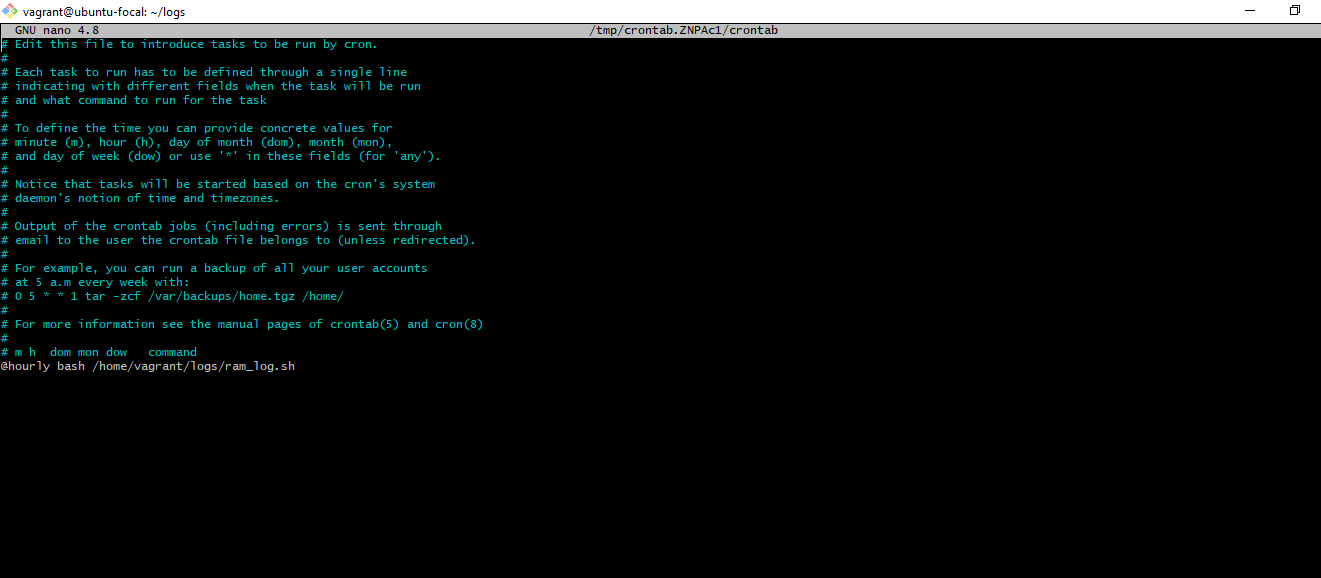 vagrant@ubuntu-focal: ~/logs
GNU nano 4.8 /tmp/crontab.ZNPAc1/crontab
# Edit this file to introduce tasks to be run by cron.
#
# Each task to run has to be defined through a single line
# indicating with different fields when the task will be run
# and what command to run for the task
#
# To define the time you can provide concrete values for
# minute (m), hour (h), day of month (dom), month (mon),
# and day of week (dow) or use '*' in these fields (for 'any').
#
# Notice that tasks will be started based on the cron's system
# daemon's notion of time and timezones.
#
# Output of the crontab jobs (including errors) is sent through
# email to the user the crontab file belongs to (unless redirected).
#
# For example, you can run a backup of all your user accounts
# at 5 a.m every week with:
# 0 5 * * 1 tar -zcf /var/backups/home.tgz /home/
#
# For more information see the manual pages of crontab(5) and cron(8)
#
# m h  dom mon dow   command
@hourly bash /home/vagrant/logs/ram_log.sh